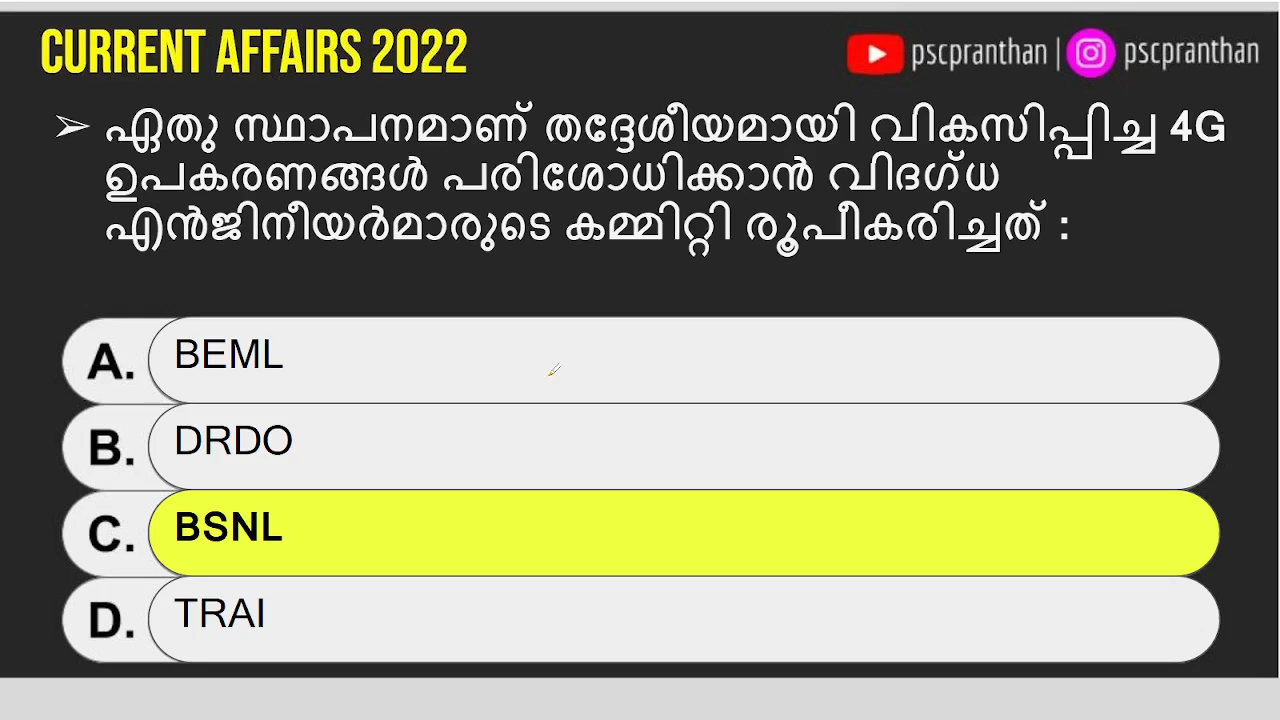 CURRENT AFFAIRS 2022
pscpranthan | pscpranthan
➢ ഏതു സ്ഥാപനമാണ് തദ്ദേശീയമായി വികസിപ്പിച്ച 4G
ഉപകരണങ്ങൾ പരിശോധിക്കാൻ വിദഗ്ധ
എൻജിനീയർമാരുടെ കമ്മിറ്റി രൂപീകരിച്ചത് :
A. BEML
B. DRDO
C. BSNL
D. TRAI